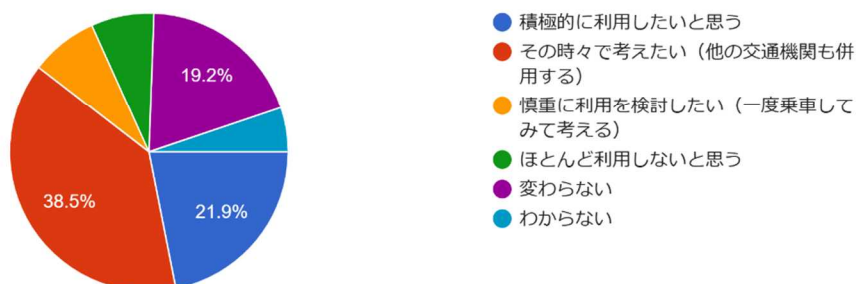 19.2%
38.5%
21.9%
積極的に利用したいと思う
その時々で考えたい（他の交通機関も併
用する）
慎重に利用を検討したい（一度乗車して
みて考える）
ほとんど利用しないと思う
変わらない
わからない